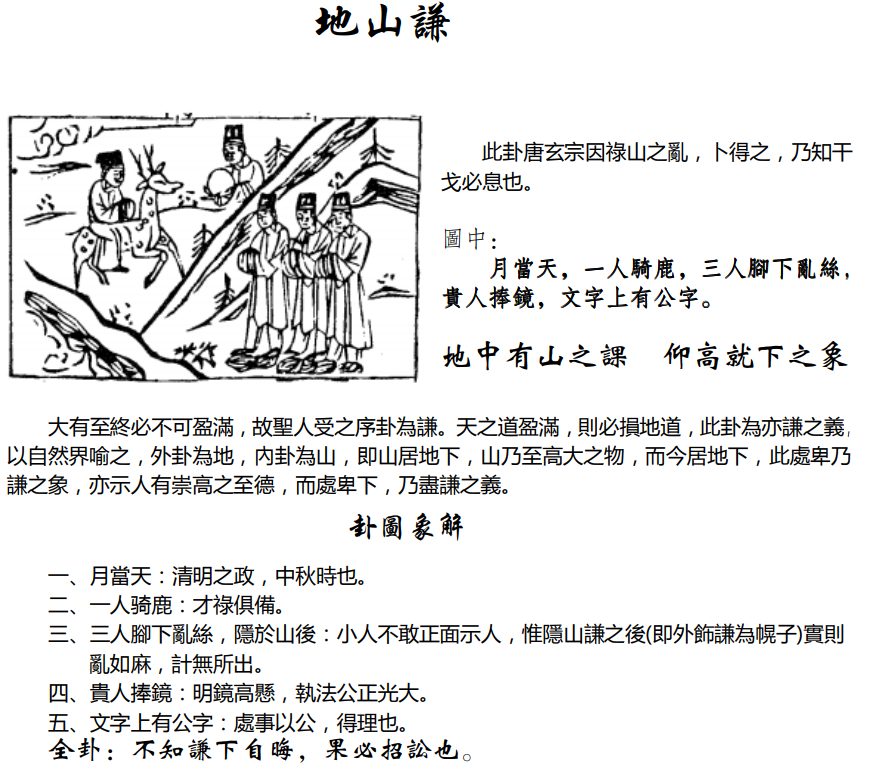 地山謙
此卦唐玄宗因祿山之亂，卜得之，乃知干
戈必息也。
圖中：
月當天，一人騎鹿，三人腳下亂絲，
貴人捧鏡，文字上有公字。
地中有山之課　仰高就下之象
大有至終必不可盈滿，故聖人受之序卦為謙。天之道盈滿，則必損地道，此卦為亦謙之義，
以自然界喻之，外卦為地，內卦為山，即山居地下，山乃至高大之物，而今居地下，此處卑乃
謙之象，亦示人有崇高之至德，而處卑下，乃盡謙之義。
卦圖象解
一、月當天：清明之政，中秋時也。
二、一人骑鹿：才祿俱備。
三、三人腳下亂絲，隱於山後：小人不敢正面示人，惟隱山謙之後(即外飾謙為幌子)實則
亂如麻，計無所出。
四、貴人捧鏡：明鏡高懸，執法公正光大。
五、文字上有公字：處事以公，得理也。
全卦：不知謙下自晦，果必招訟也。